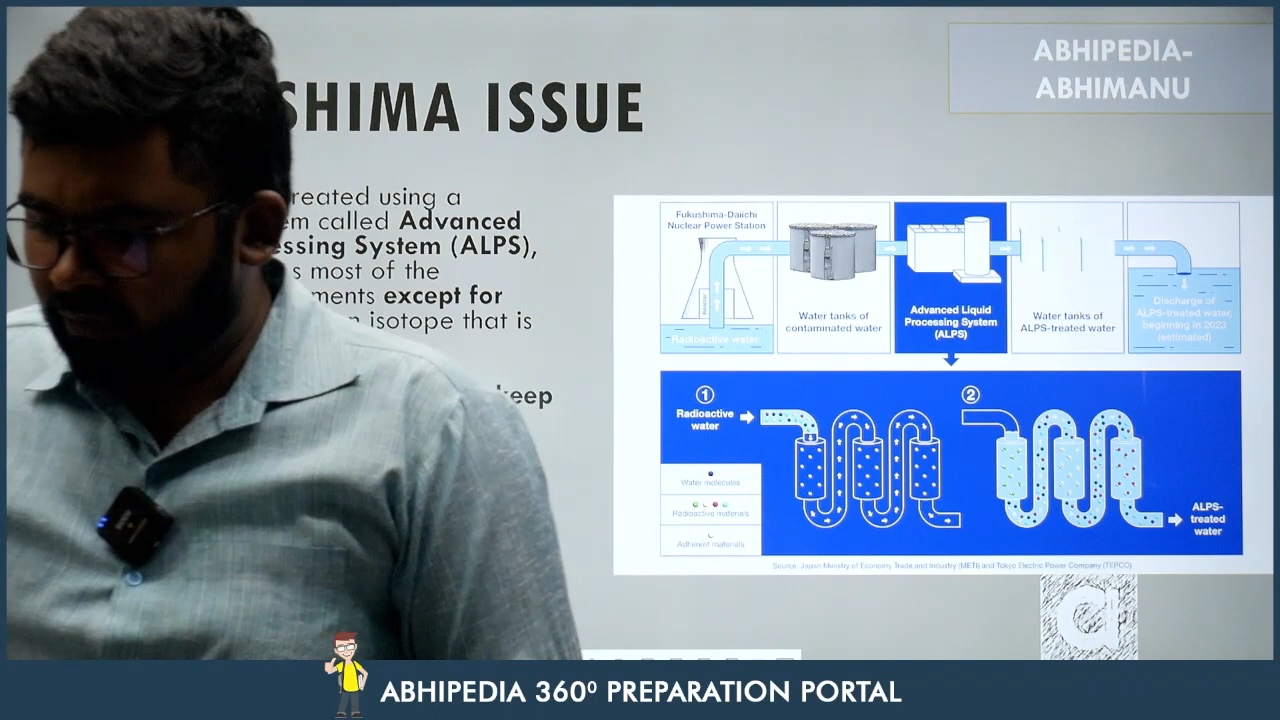 SHIMA ISSUE
ABHIPEDIA-
ABHIMANU
reated using a
em called Advanced
essing System (ALPS),
s most of the
ments except for
n isotope that is
keep
Fukushima-Daiichi
Nuclear Power Station
Reactor
Radioactive water
Water tanks of
contaminated water
Advanced Liquid
Processing System
(ALPS)
Water tanks of
ALPS-treated water
Discharge of
ALPS-treated water,
beginning in 2023
(estimated)
1
Radioactive
water
2
Water molecules
Radioactive materials
Adherent materials
ALPS-
treated
water
Source: Japan Ministry of Economy Trade and Industry (METI) and Tokyo Electric Power Company (TEPCO)
a
ABHIPEDIA 360º PREPARATION PORTAL